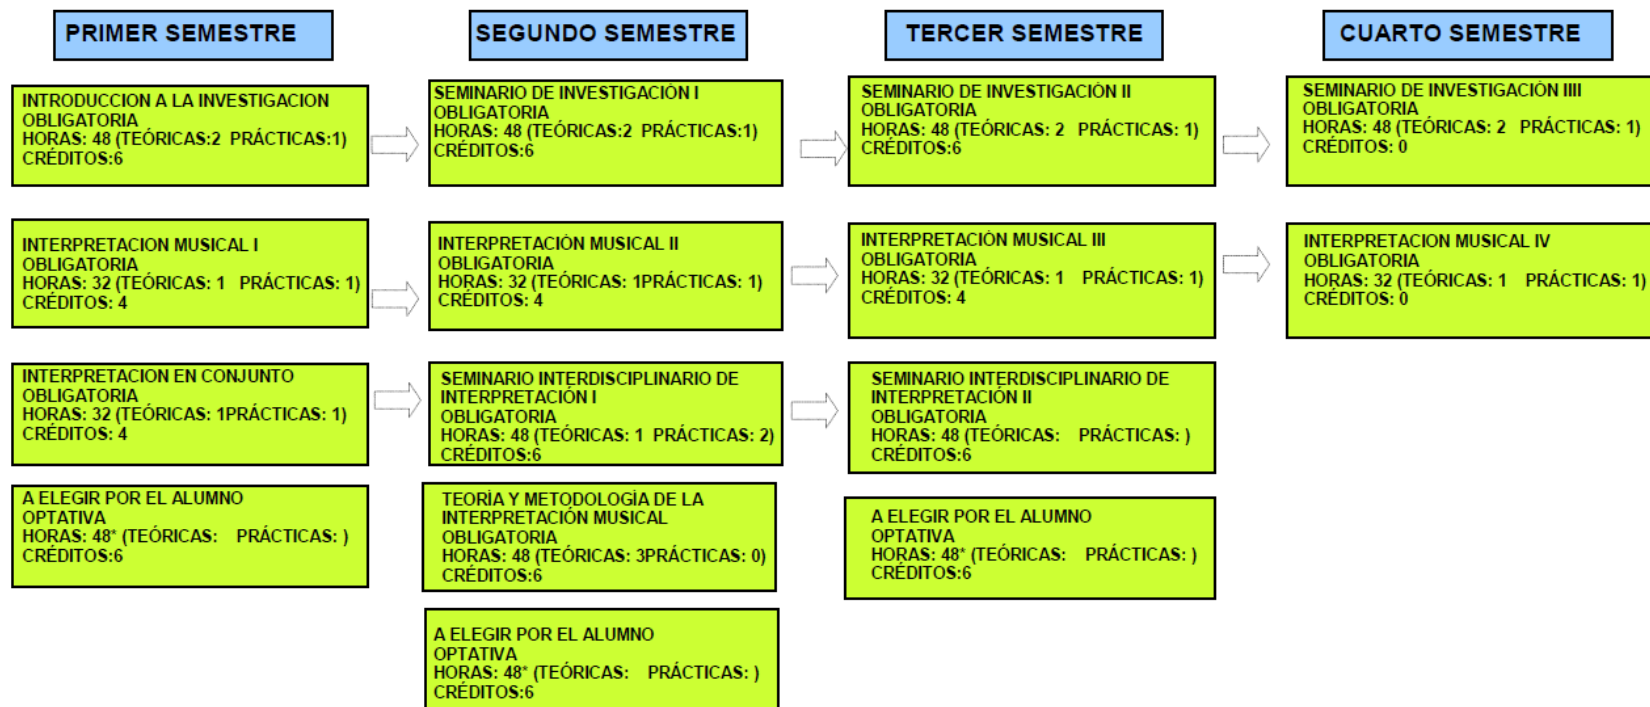 PRIMER SEMESTRE
INTRODUCCION A LA INVESTIGACION
OBLIGATORIA
HORAS: 48 (TEÓRICAS:2 PRÁCTICAS:1)
CRÉDITOS:6
INTERPRETACION MUSICAL I
OBLIGATORIA
HORAS: 32 (TEÓRICAS: 1 PRÁCTICAS: 1)
CRÉDITOS: 4
INTERPRETACION EN CONJUNTO
OBLIGATORIA
HORAS: 32 (TEÓRICAS: 1PRÁCTICAS: 1)
CRÉDITOS: 4
A ELEGIR POR EL ALUMNO
OPTATIVA
HORAS: 48* (TEÓRICAS: PRÁCTICAS: )
CRÉDITOS:6
SEGUNDO SEMESTRE
SEMINARIO DE INVESTIGACIÓN I
OBLIGATORIA
HORAS: 48 (TEÓRICAS:2 PRÁCTICAS:1)
CRÉDITOS:6
INTERPRETACIÓN MUSICAL II
OBLIGATORIA
HORAS: 32 (TEÓRICAS: 1PRÁCTICAS: 1)
CRÉDITOS: 4
SEMINARIO INTERDISCIPLINARIO DE
INTERPRETACIÓN I
OBLIGATORIA
HORAS: 48 (TEÓRICAS: 1 PRÁCTICAS: 2)
CRÉDITOS:6
TEORÍA Y METODOLOGÍA DE LA
INTERPRETACIÓN MUSICAL
OBLIGATORIA
HORAS: 48 (TEÓRICAS: 3PRÁCTICAS: 0)
CRÉDITOS:6
A ELEGIR POR EL ALUMNO
OPTATIVA
HORAS: 48* (TEÓRICAS: PRÁCTICAS: )
CRÉDITOS:6
TERCER SEMESTRE
SEMINARIO DE INVESTIGACIÓN II
OBLIGATORIA
HORAS: 48 (TEÓRICAS: 2 PRÁCTICAS: 1)
CRÉDITOS:6
INTERPRETACIÓN MUSICAL III
OBLIGATORIA
HORAS: 32 (TEÓRICAS: 1 PRÁCTICAS: 1)
CRÉDITOS: 4
SEMINARIO INTERDISCIPLINARIO DE
INTERPRETACIÓN II
OBLIGATORIA
HORAS: 48 (TEÓRICAS: PRÁCTICAS: )
CRÉDITOS:6
A ELEGIR POR EL ALUMNO
OPTATIVA
HORAS: 48* (TEÓRICAS: PRÁCTICAS: )
CRÉDITOS:6
CUARTO SEMESTRE
SEMINARIO DE INVESTIGACIÓN IIII
OBLIGATORIA
HORAS: 48 (TEÓRICAS: 2 PRÁCTICAS: 1)
CRÉDITOS: 0
INTERPRETACION MUSICAL IV
OBLIGATORIA
HORAS: 32 (TEÓRICAS: 1 PRÁCTICAS: 1)
CRÉDITOS: 0